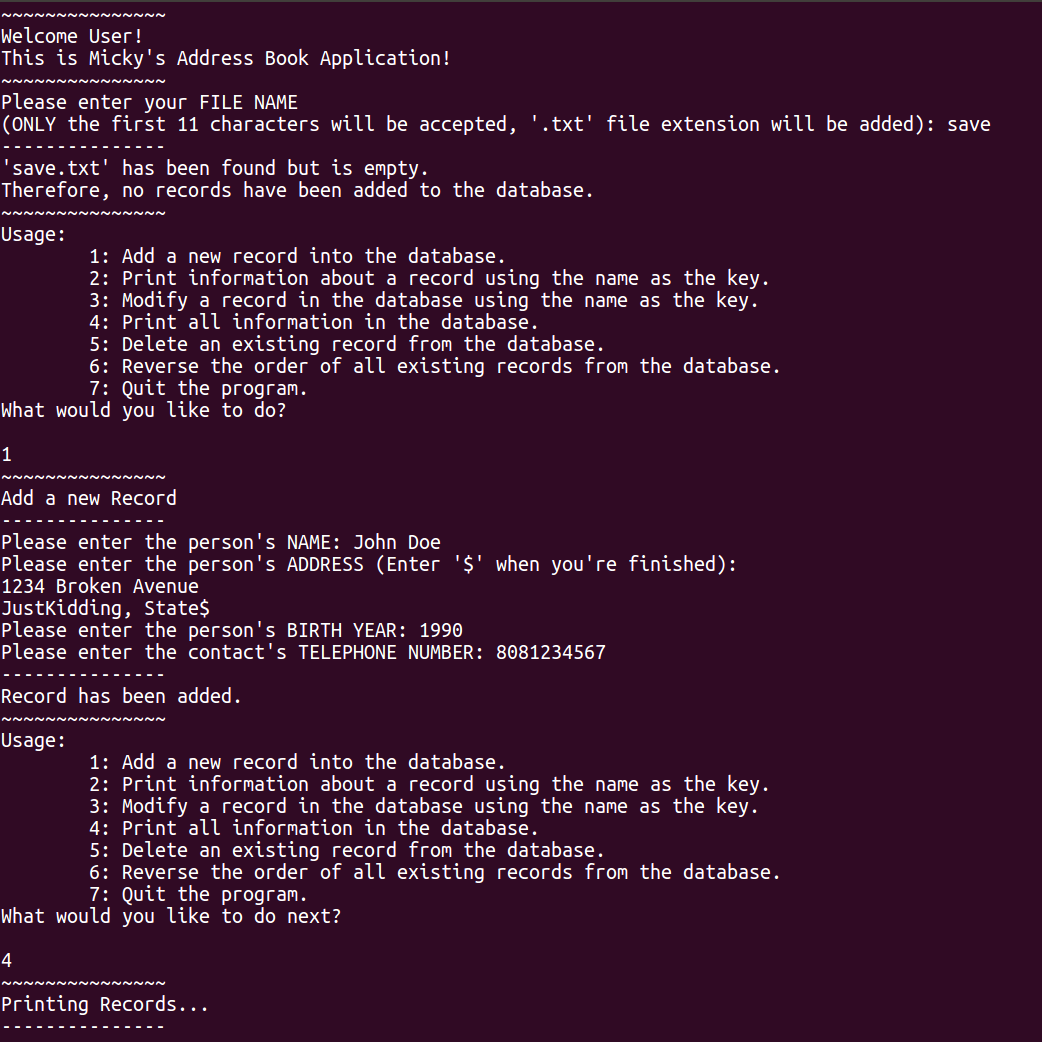 ~~~~~~~~~~~~~~~
Welcome User!
This is Micky's Address Book Application!
~~~~~~~~~~~~~~~
Please enter your FILE NAME
(ONLY the first 11 characters will be accepted, '.txt' file extension will be added): save
---------------
'save.txt' has been found but is empty.
Therefore, no records have been added to the database.
~~~~~~~~~~~~~~~
Usage:
        1: Add a new record into the database.
        2: Print information about a record using the name as the key.
        3: Modify a record in the database using the name as the key.
        4: Print all information in the database.
        5: Delete an existing record from the database.
        6: Reverse the order of all existing records from the database.
        7: Quit the program.
What would you like to do?

1
~~~~~~~~~~~~~~~
Add a new Record
---------------
Please enter the person's NAME: John Doe
Please enter the person's ADDRESS (Enter '$' when you're finished):
1234 Broken Avenue
JustKidding, State$
Please enter the person's BIRTH YEAR: 1990
Please enter the contact's TELEPHONE NUMBER: 8081234567
---------------
Record has been added.
~~~~~~~~~~~~~~~
Usage:
        1: Add a new record into the database.
        2: Print information about a record using the name as the key.
        3: Modify a record in the database using the name as the key.
        4: Print all information in the database.
        5: Delete an existing record from the database.
        6: Reverse the order of all existing records from the database.
        7: Quit the program.
What would you like to do next?

4
~~~~~~~~~~~~~~~
Printing Records...
---------------